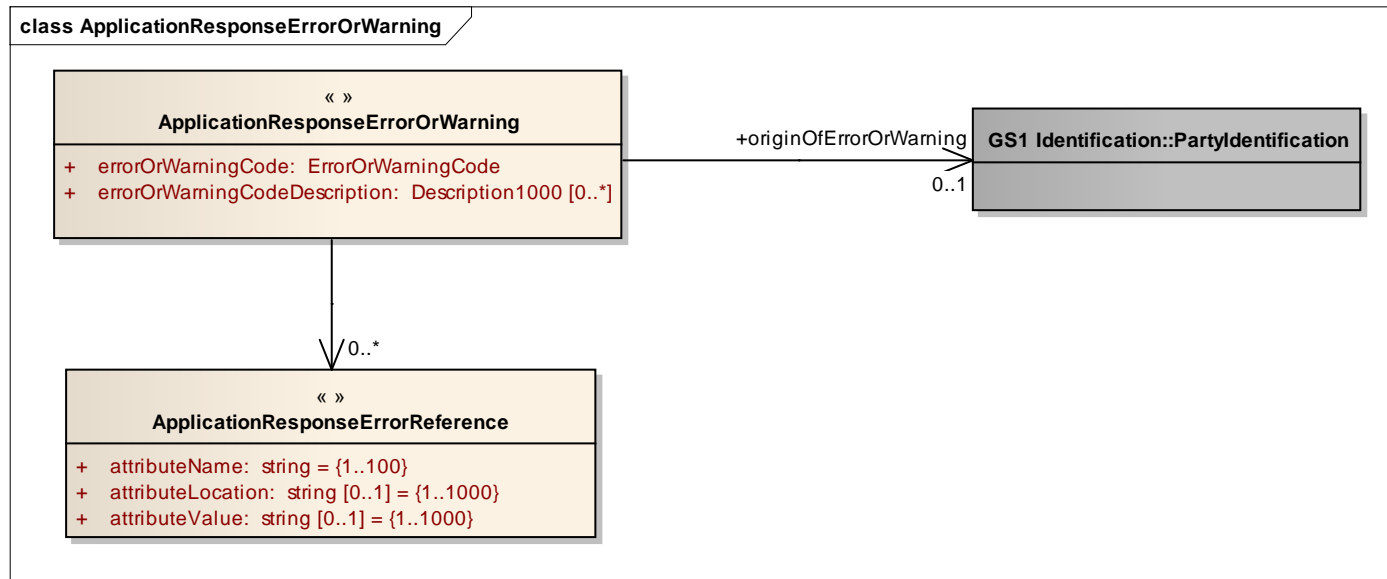 class ApplicationResponseErrorOrWarning
« »
ApplicationResponseErrorOrWarning
+ errorOrWarningCode: ErrorOrWarningCode
+ errorOrWarningCodeDescription: Description1000 [0..*]
+originOfErrorOrWarning
0..1
GS1 Identification::PartyIdentification
0..*
« »
ApplicationResponseErrorReference
+ attributeName: string = {1..100}
+ attributeLocation: string [0..1] = {1..1000}
+ attributeValue: string [0..1] = {1..1000}